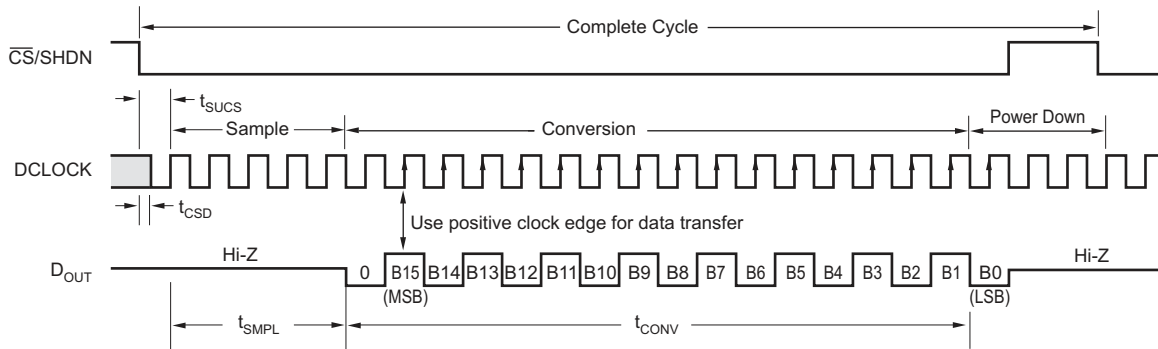 Complete Cycle
CS/SHDN
tSUCS
Sample
Conversion
Power Down
DCLOCK
tCSD
Use positive clock edge for data transfer
Hi-Z
Hi-Z
DOUT
0 B15 B14 B13 B12 B11 B10 B9 B8 B7 B6 B5 B4 B3 B2 B1 B0
(MSB)
(LSB)
tSMPL
tCONV